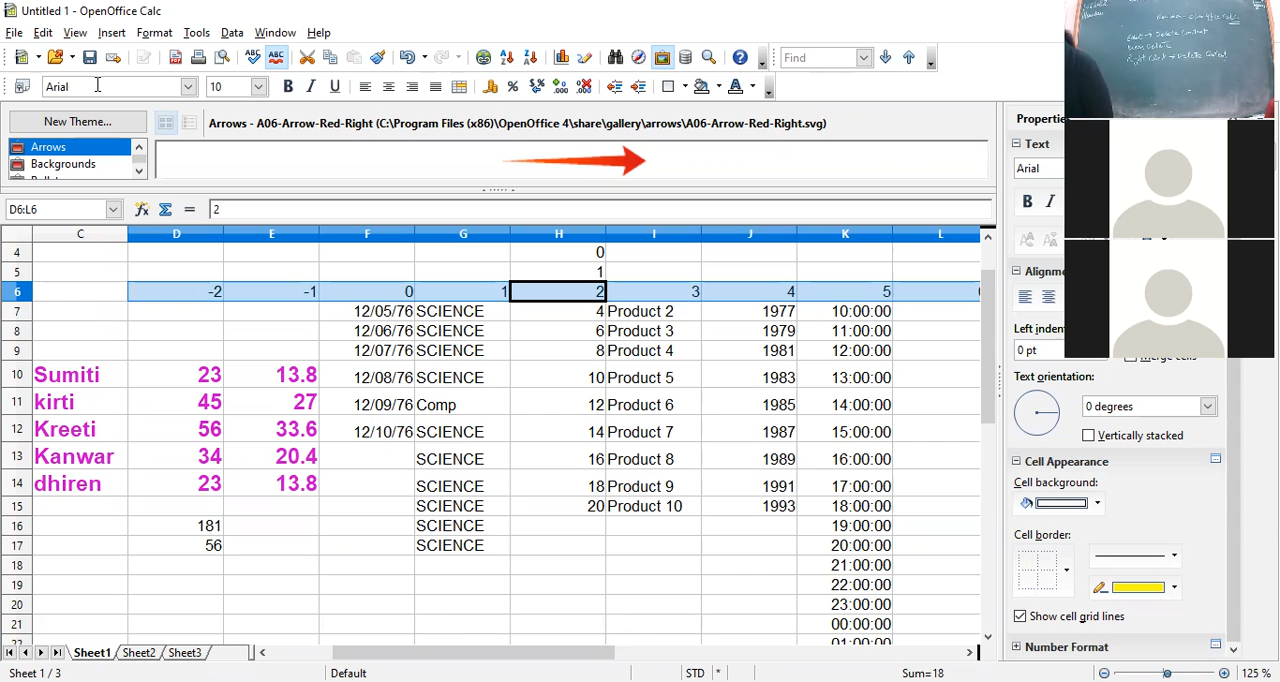 Untitled 1 - OpenOffice Calc
File Edit View Insert Format Tools Data Window Help
Find
Arial 10
New Theme...
Arrows - A06-Arrow-Red-Right (C:\Program Files (x86)\OpenOffice 4\share\gallery\arrows\A06-Arrow-Red-Right.svg)
Arrows
Backgrounds
D6:L6 2
C D E F G H I J K L
4 0
5 1
6 -2 -1 0 1 2 3 4 5
7 12/05/76 SCIENCE 4 Product 2 1977 10:00:00
8 12/06/76 SCIENCE 6 Product 3 1979 11:00:00
9 12/07/76 SCIENCE 8 Product 4 1981 12:00:00
10 Sumiti 23 13.8 12/08/76 SCIENCE 10 Product 5 1983 13:00:00
11 kirti 45 27 12/09/76 Comp 12 Product 6 1985 14:00:00
12 Kreeti 56 33.6 12/10/76 SCIENCE 14 Product 7 1987 15:00:00
13 Kanwar 34 20.4 SCIENCE 16 Product 8 1989 16:00:00
14 dhiren 23 13.8 SCIENCE 18 Product 9 1991 17:00:00
15 SCIENCE 20 Product 10 1993 18:00:00
16 181 SCIENCE 19:00:00
17 56 SCIENCE 20:00:00
18 21:00:00
19 22:00:00
20 23:00:00
21 00:00:00
22 01:00:00
Sheet1 Sheet2 Sheet3
Sheet 1 / 3 Default STD * Sum=18 125 %
Properties
Text
Arial
B I
Alignm
Left indent
0 pt
Merge cells
Text orientation:
0 degrees
Vertically stacked
Cell Appearance
Cell background:
Cell border:
Show cell grid lines
Number Format